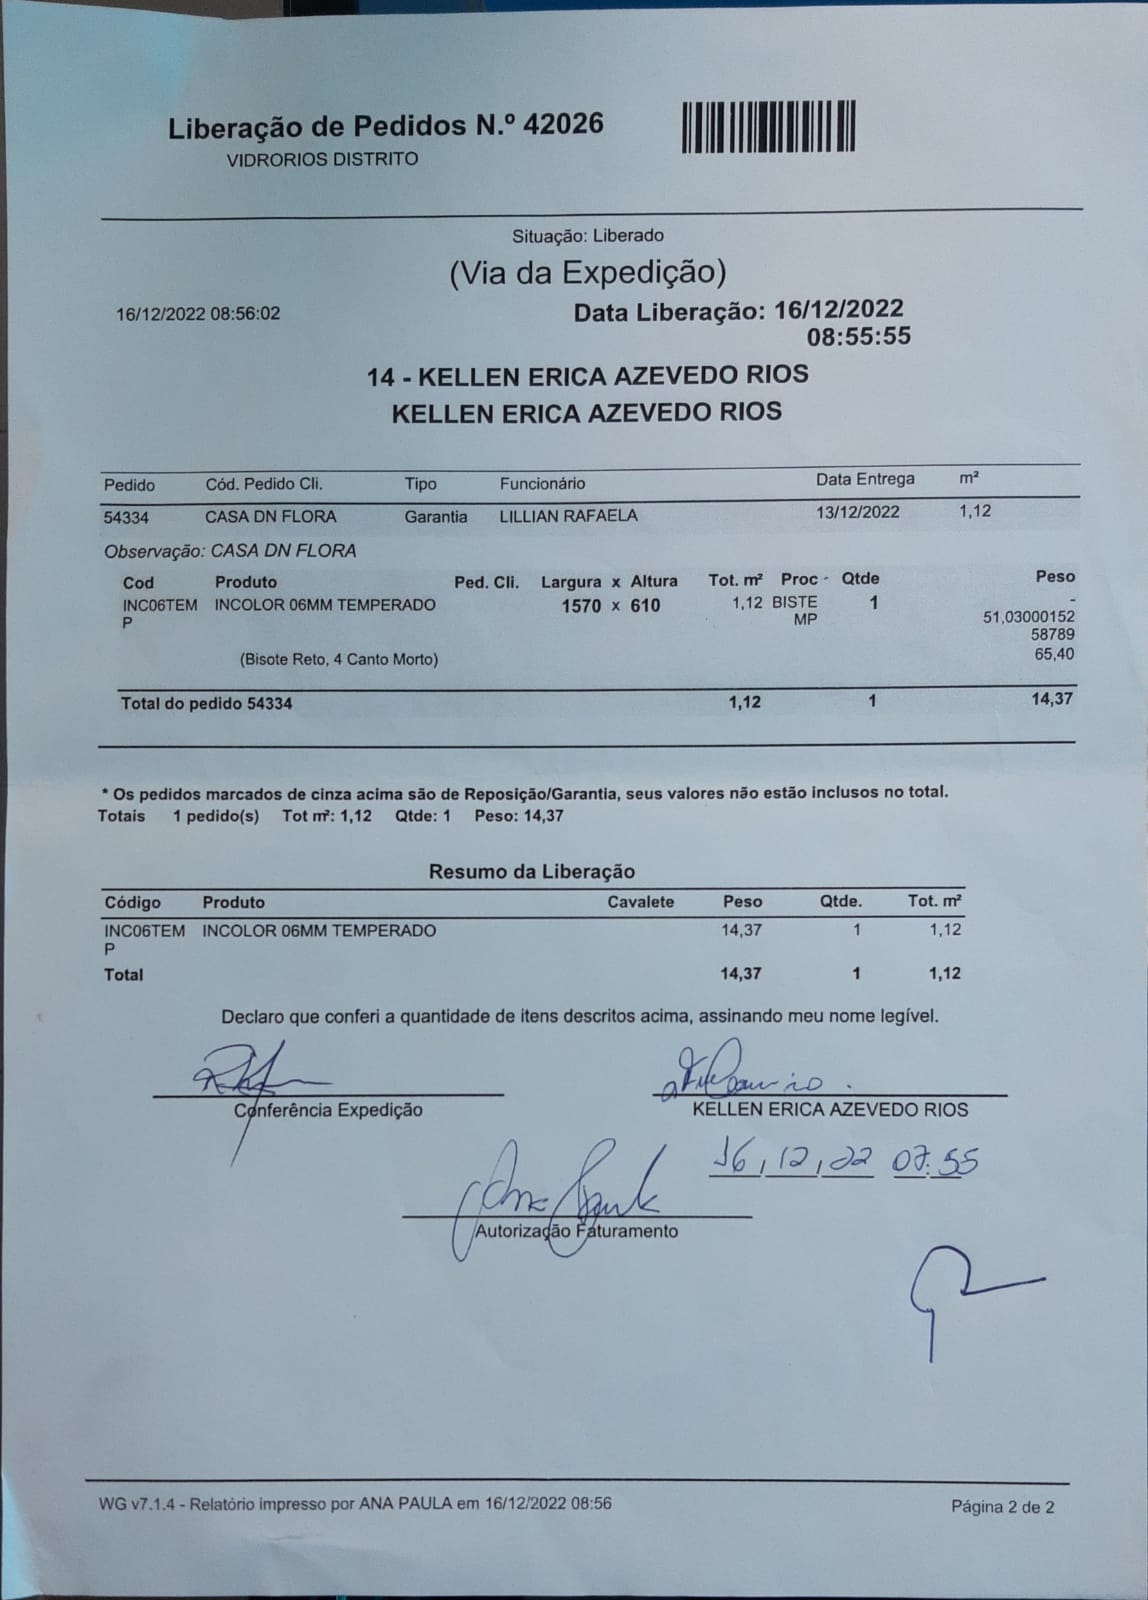 Liberação de Pedidos N.º 42026
VIDRORIOS DISTRITO
Situação: Liberado
(Via da Expedição)
16/12/2022 08:56:02
Data Liberação: 16/12/2022
08:55:55
14 - KELLEN ERICA AZEVEDO RIOS
KELLEN ERICA AZEVEDO RIOS
Pedido Cód. Pedido Cli. Tipo Funcionário Data Entrega m²
54334 CASA DN FLORA Garantia LILLIAN RAFAELA 13/12/2022 1,12
Observação: CASA DN FLORA
Cod Produto Ped. Cli. Largura x Altura Tot. m² Proc - Qtde Peso
INC06TEM INCOLOR 06MM TEMPERADO 1570 x 610 1,12 BISTE 1 -
P MP 51,03000152
58789
(Bisote Reto, 4 Canto Morto) 65,40
Total do pedido 54334 1,12 1 14,37
* Os pedidos marcados de cinza acima são de Reposição/Garantia, seus valores não estão inclusos no total.
Totais 1 pedido(s) Tot m²: 1,12 Qtde: 1 Peso: 14,37
Resumo da Liberação
Código Produto Cavalete Peso Qtde. Tot. m²
INC06TEM INCOLOR 06MM TEMPERADO 14,37 1 1,12
P
Total 14,37 1 1,12
Declaro que conferi a quantidade de itens descritos acima, assinando meu nome legível.
Conferência Expedição
KELLEN ERICA AZEVEDO RIOS
16, 12, 22 07:55
Ana Paula
Autorização Faturamento
WG v7.1.4 - Relatório impresso por ANA PAULA em 16/12/2022 08:56
Página 2 de 2